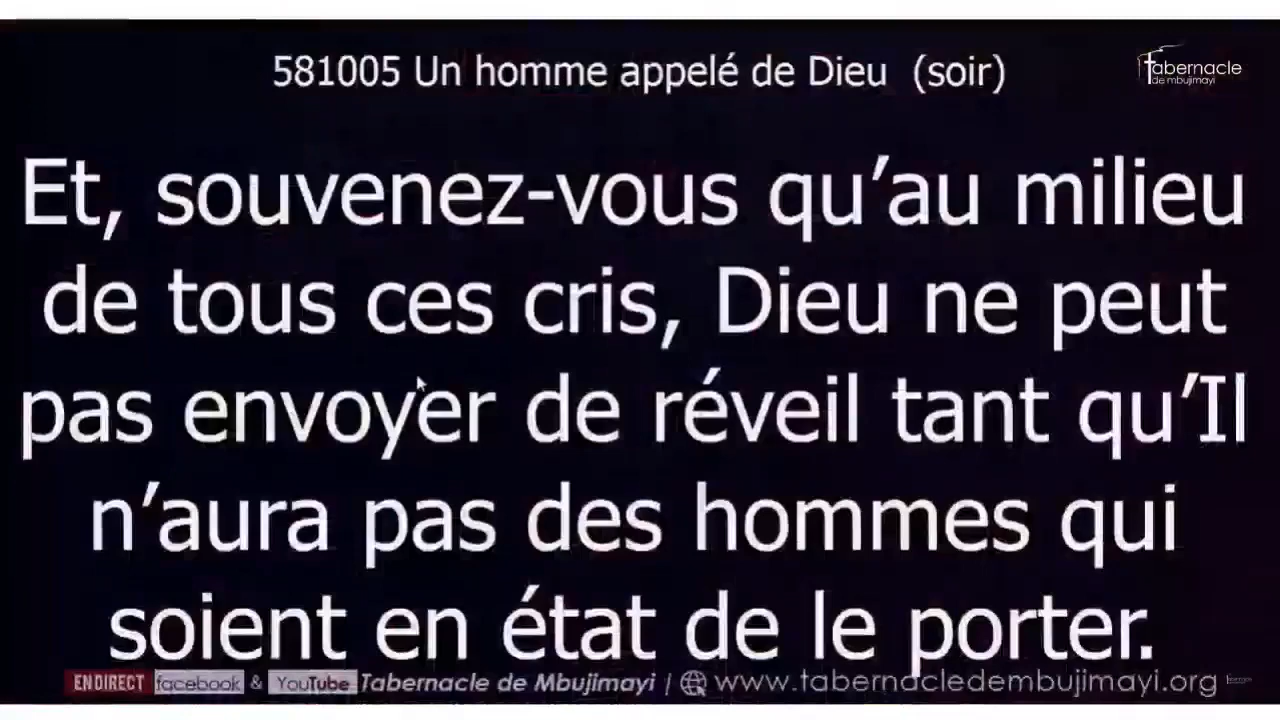 581005 Un homme appelé de Dieu (soir)
Tabernacle
de mbujimayi
Et, souvenez-vous qu’au milieu
de tous ces cris, Dieu ne peut
pas envoyer de réveil tant qu’Il
n’aura pas des hommes qui
soient en état de le porter.
EN DIRECT facebook & YouTube Tabernacle de Mbujimayi | www.tabernacledembujimayi.org